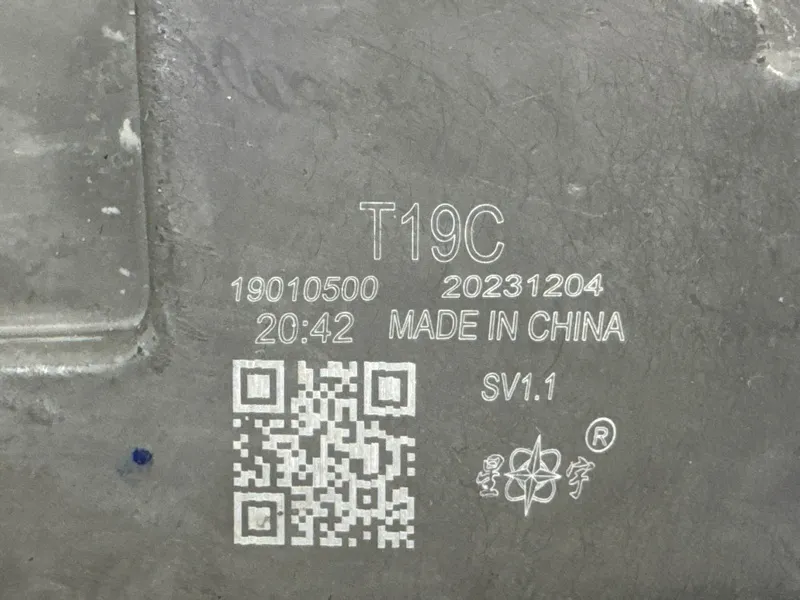 T19C
19010500 20231204
20:42 MADE IN CHINA
SV1.1
星宇 ®